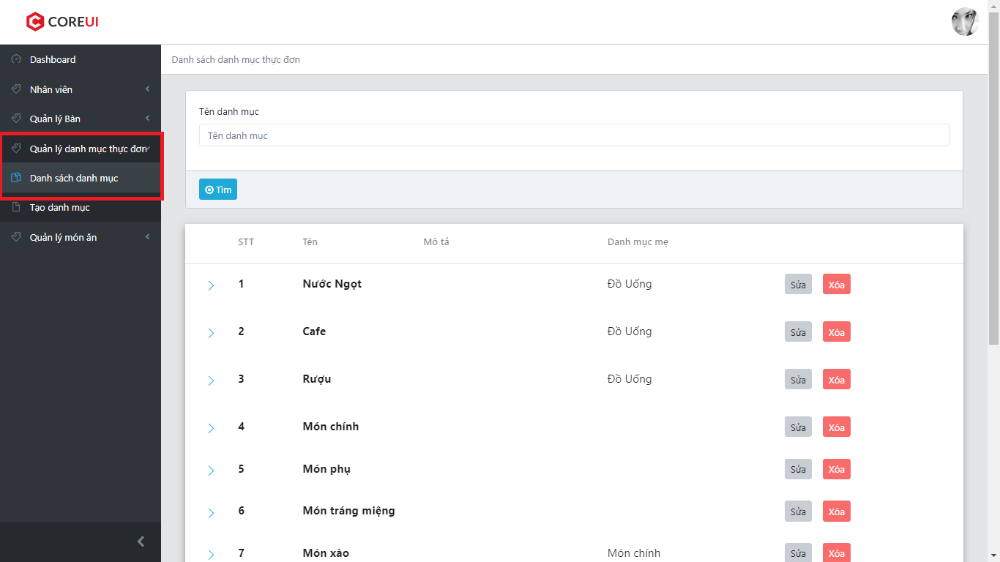 COREUI
Dashboard
Nhân viên
Quản lý Bàn
Quản lý danh mục thực đơn
Danh sách danh mục
Tạo danh mục
Quản lý món ăn
Danh sách danh mục thực đơn
Tên danh mục
Tên danh mục
Tìm
STT Tên Mô tả Danh mục mẹ
1 Nước Ngọt Đồ Uống Sửa Xóa
2 Cafe Đồ Uống Sửa Xóa
3 Rượu Đồ Uống Sửa Xóa
4 Món chính Sửa Xóa
5 Món phụ Sửa Xóa
6 Món tráng miệng Sửa Xóa
7 Món xào Món chính Sửa Xóa